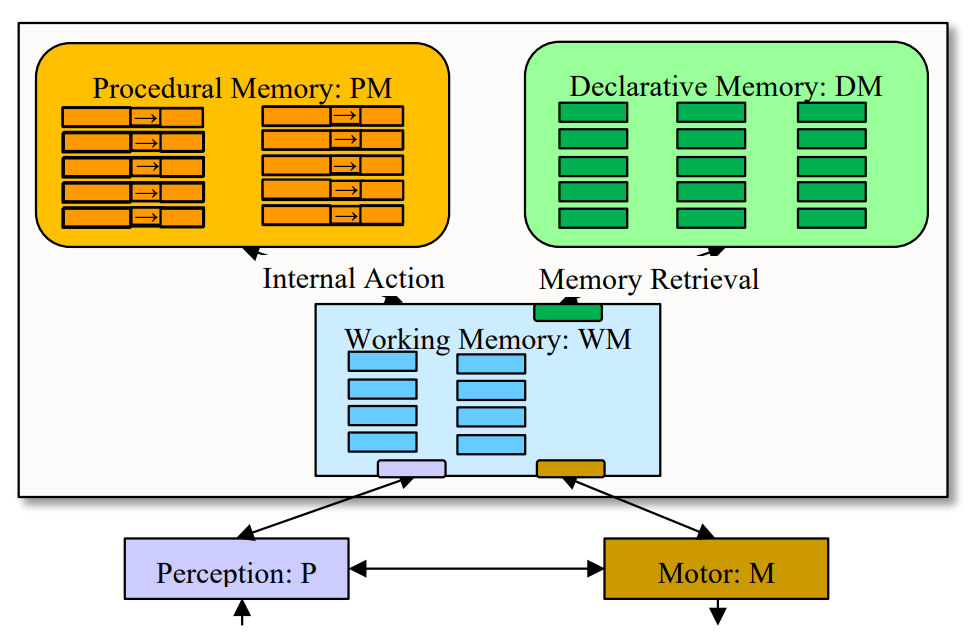 Procedural Memory: PM
→ →
→ →
→ →
→ →
→ →
Declarative Memory: DM
Internal Action
Memory Retrieval
Working Memory: WM
Perception: P
Motor: M